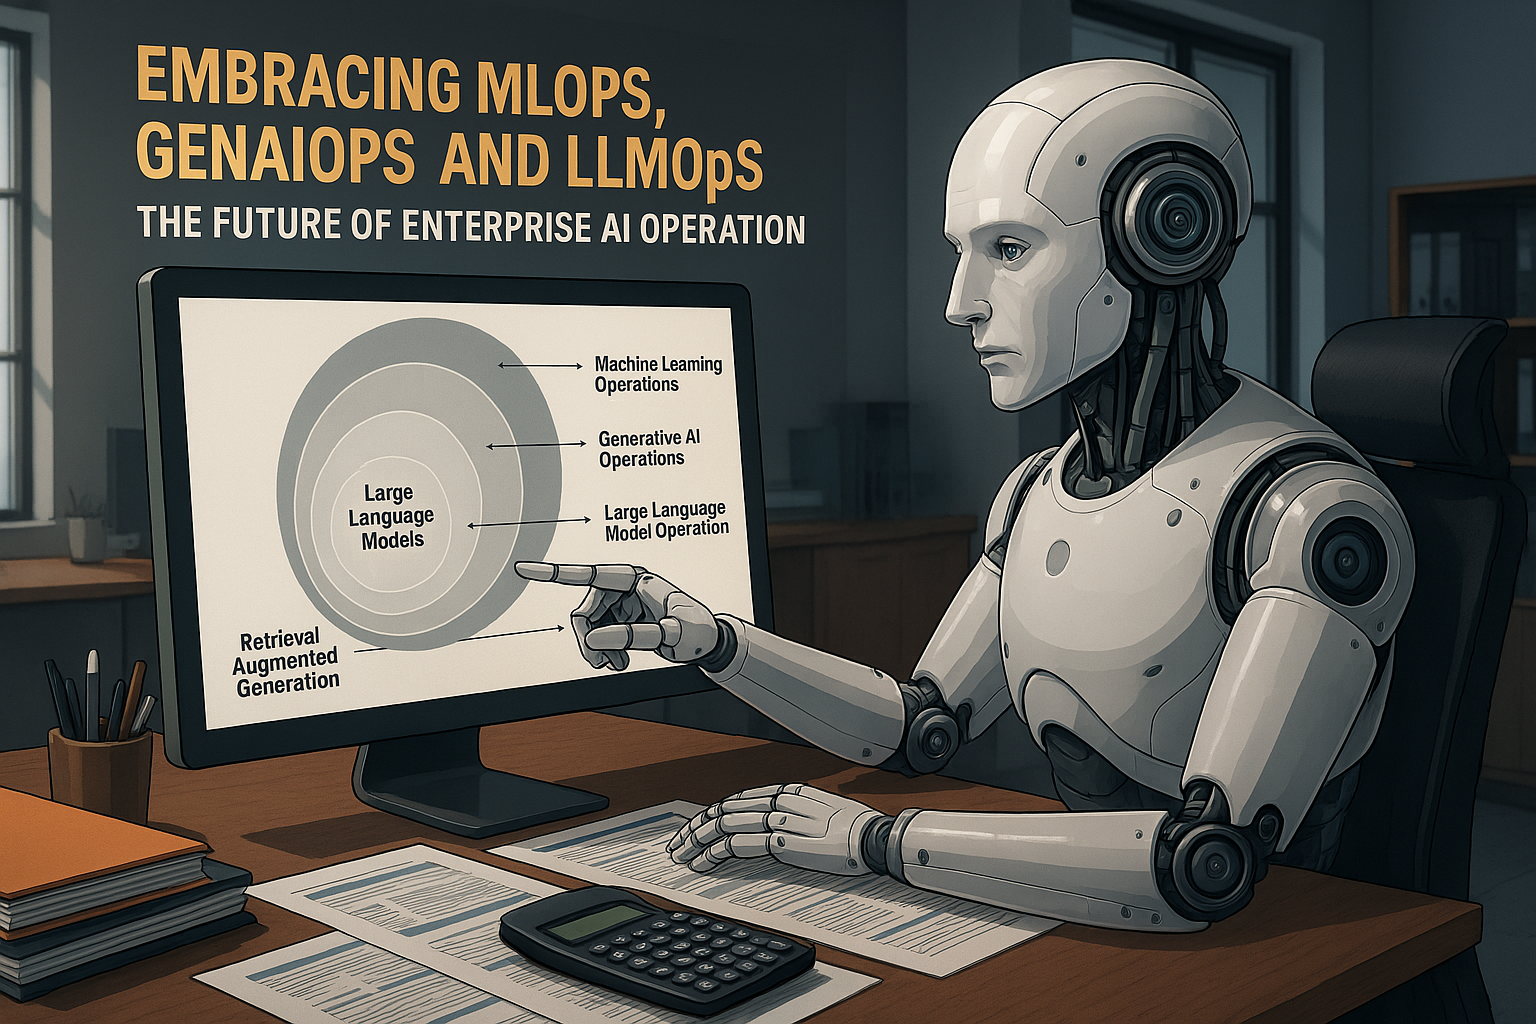 EMBRACING MLOPS,
GENAIOPS AND LLMOpS
THE FUTURE OF ENTERPRISE AI OPERATION
Machine Learning
Operations
Generative AI
Operations
Large
Language
Models
Large Language
Model Operation
Retrieval
Augmented
Generation